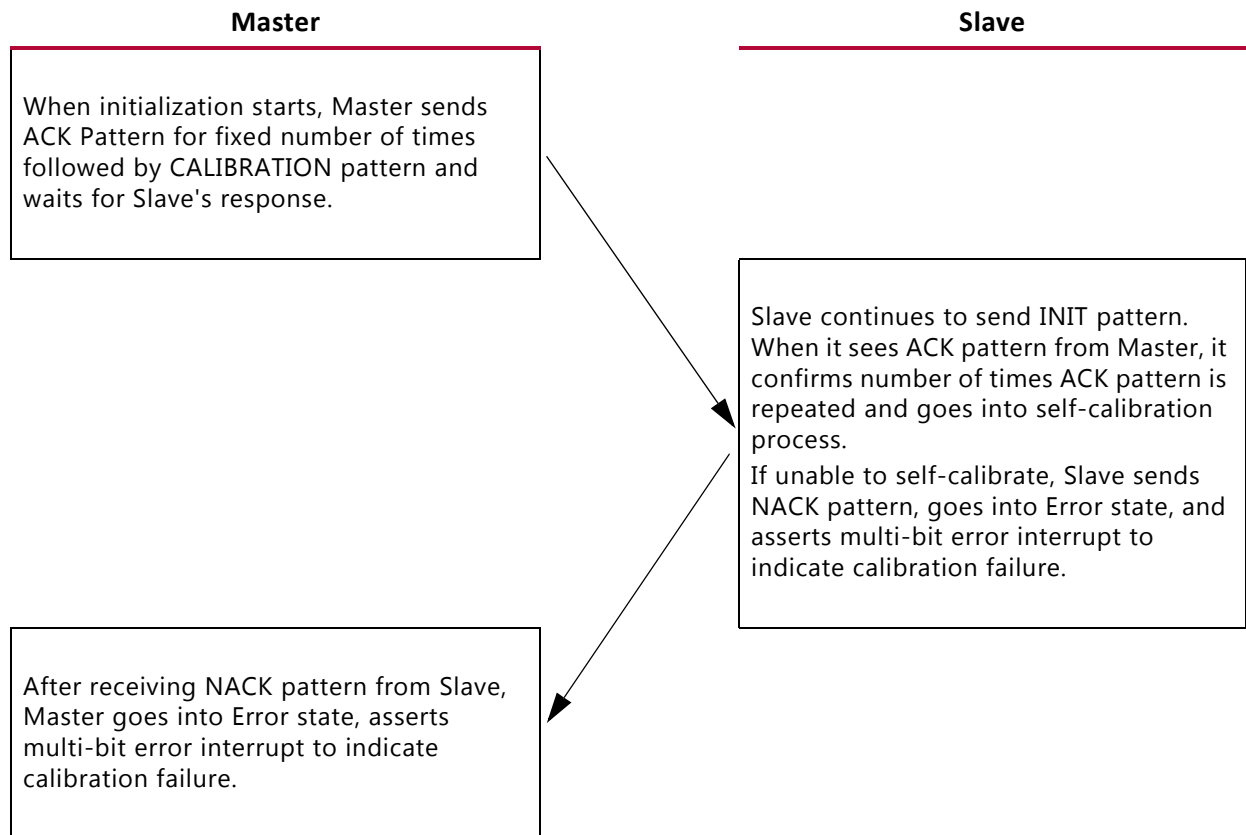 Master
Slave
When initialization starts, Master sends
ACK Pattern for fixed number of times
followed by CALIBRATION pattern and
waits for Slave's response.
Slave continues to send INIT pattern.
When it sees ACK pattern from Master, it
confirms number of times ACK pattern is
repeated and goes into self-calibration
process.
If unable to self-calibrate, Slave sends
NACK pattern, goes into Error state, and
asserts multi-bit error interrupt to
indicate calibration failure.
After receiving NACK pattern from Slave,
Master goes into Error state, asserts
multi-bit error interrupt to indicate
calibration failure.